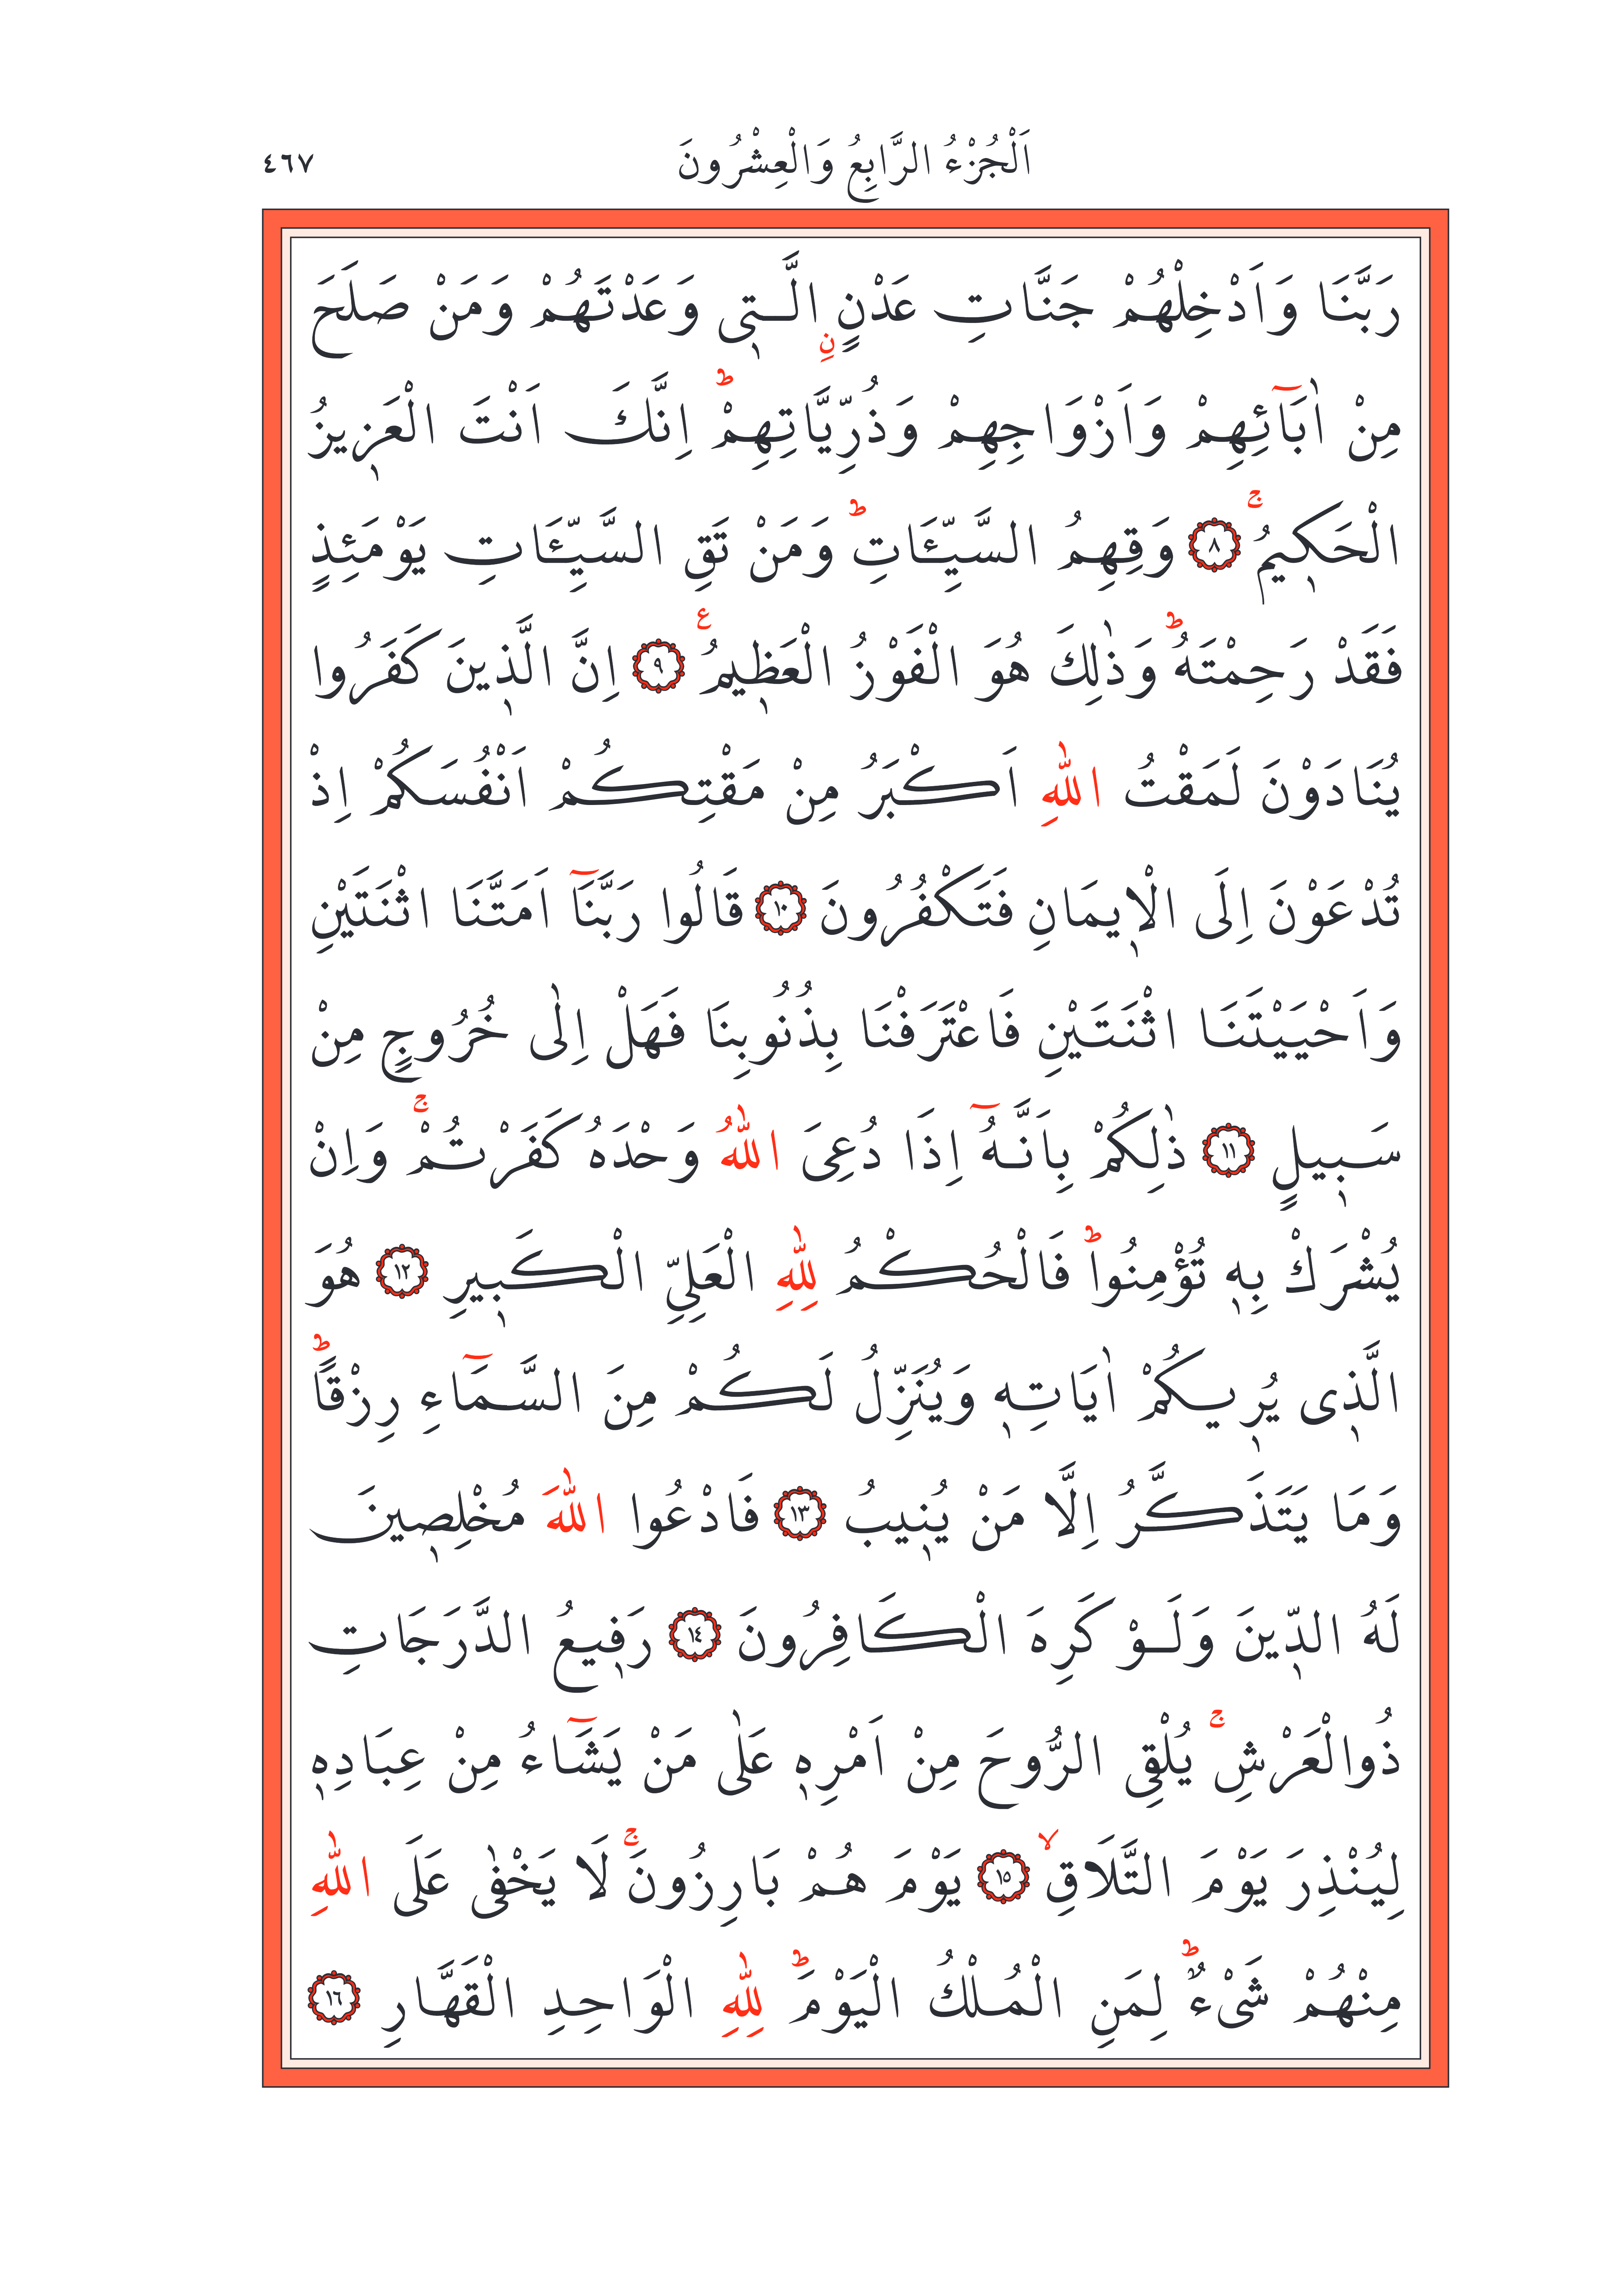 ٤٦٧
اَلْجُزْءُ الرَّابِعُ وَالْعِشْرُونَ
رَبَّنَا وَاَدْخِلْهُمْ جَنَّاتِ عَدْنٍ نِ الَّـتٖى وَعَدْتَهُمْ وَمَنْ صَلَحَ
مِنْ اٰبَٓائِهِمْ وَاَزْوَاجِهِمْ وَذُرِّيَّاتِهِمْؕ اِنَّكَ اَنْتَ الْعَزٖيزُ
الْحَكٖيمُۚ ٨ وَقِهِمُ السَّيِّـَٔاتِؕ وَمَنْ تَقِ السَّيِّـَٔاتِ يَوْمَئِذٍ
فَقَدْ رَحِمْتَهُؕ وَذٰلِكَ هُوَ الْفَوْزُ الْعَظٖيمُ ع ٩ اِنَّ الَّذٖينَ كَفَرُوا
يُنَادَوْنَ لَمَقْتُ اللّٰهِ اَكْبَرُ مِنْ مَقْتِكُمْ اَنْفُسَكُمْ اِذْ
تُدْعَوْنَ اِلَى الْاٖيمَانِ فَتَكْفُرُونَ ١٠ قَالُوا رَبَّنَٓا اَمَتَّنَا اثْنَتَيْنِ
وَاَحْيَيْتَنَا اثْنَتَيْنِ فَاعْتَرَفْنَا بِذُنُوبِنَا فَهَلْ اِلٰى خُرُوجٍ مِنْ
سَبٖيلٍ ١١ ذٰلِكُمْ بِاَنَّهُٓ اِذَا دُعِىَ اللّٰهُ وَحْدَهُ كَفَرْتُمْۚ وَاِنْ
يُشْرَكْ بِهٖ تُؤْمِنُواؕ فَالْحُكْمُ لِلّٰهِ الْعَلِىِّ الْكَبٖيرِ ١٢ هُوَ
الَّذٖى يُرٖيكُمْ اٰيَاتِهٖ وَيُنَزِّلُ لَكُمْ مِنَ السَّمَٓاءِ رِزْقًاؕ
وَمَا يَتَذَكَّرُ اِلَّا مَنْ يُنٖيبُ ١٣ فَادْعُوا اللّٰهَ مُخْلِصٖينَ
لَهُ الدّٖينَ وَلَوْ كَرِهَ الْكَافِرُونَ ١٤ رَفٖيعُ الدَّرَجَاتِ
ذُوالْعَرْشِۚ يُلْقِى الرُّوحَ مِنْ اَمْرِهٖ عَلٰى مَنْ يَشَٓاءُ مِنْ عِبَادِهٖ
لِيُنْذِرَ يَوْمَ التَّلَاقِۙ ١٥ يَوْمَ هُمْ بَارِزُونَۚ لَا يَخْفٰى عَلَى اللّٰهِ
مِنْهُمْ شَىْءٌؕ لِمَنِ الْمُلْكُ الْيَوْمَؕ لِلّٰهِ الْوَاحِدِ الْقَهَّارِ ١٦